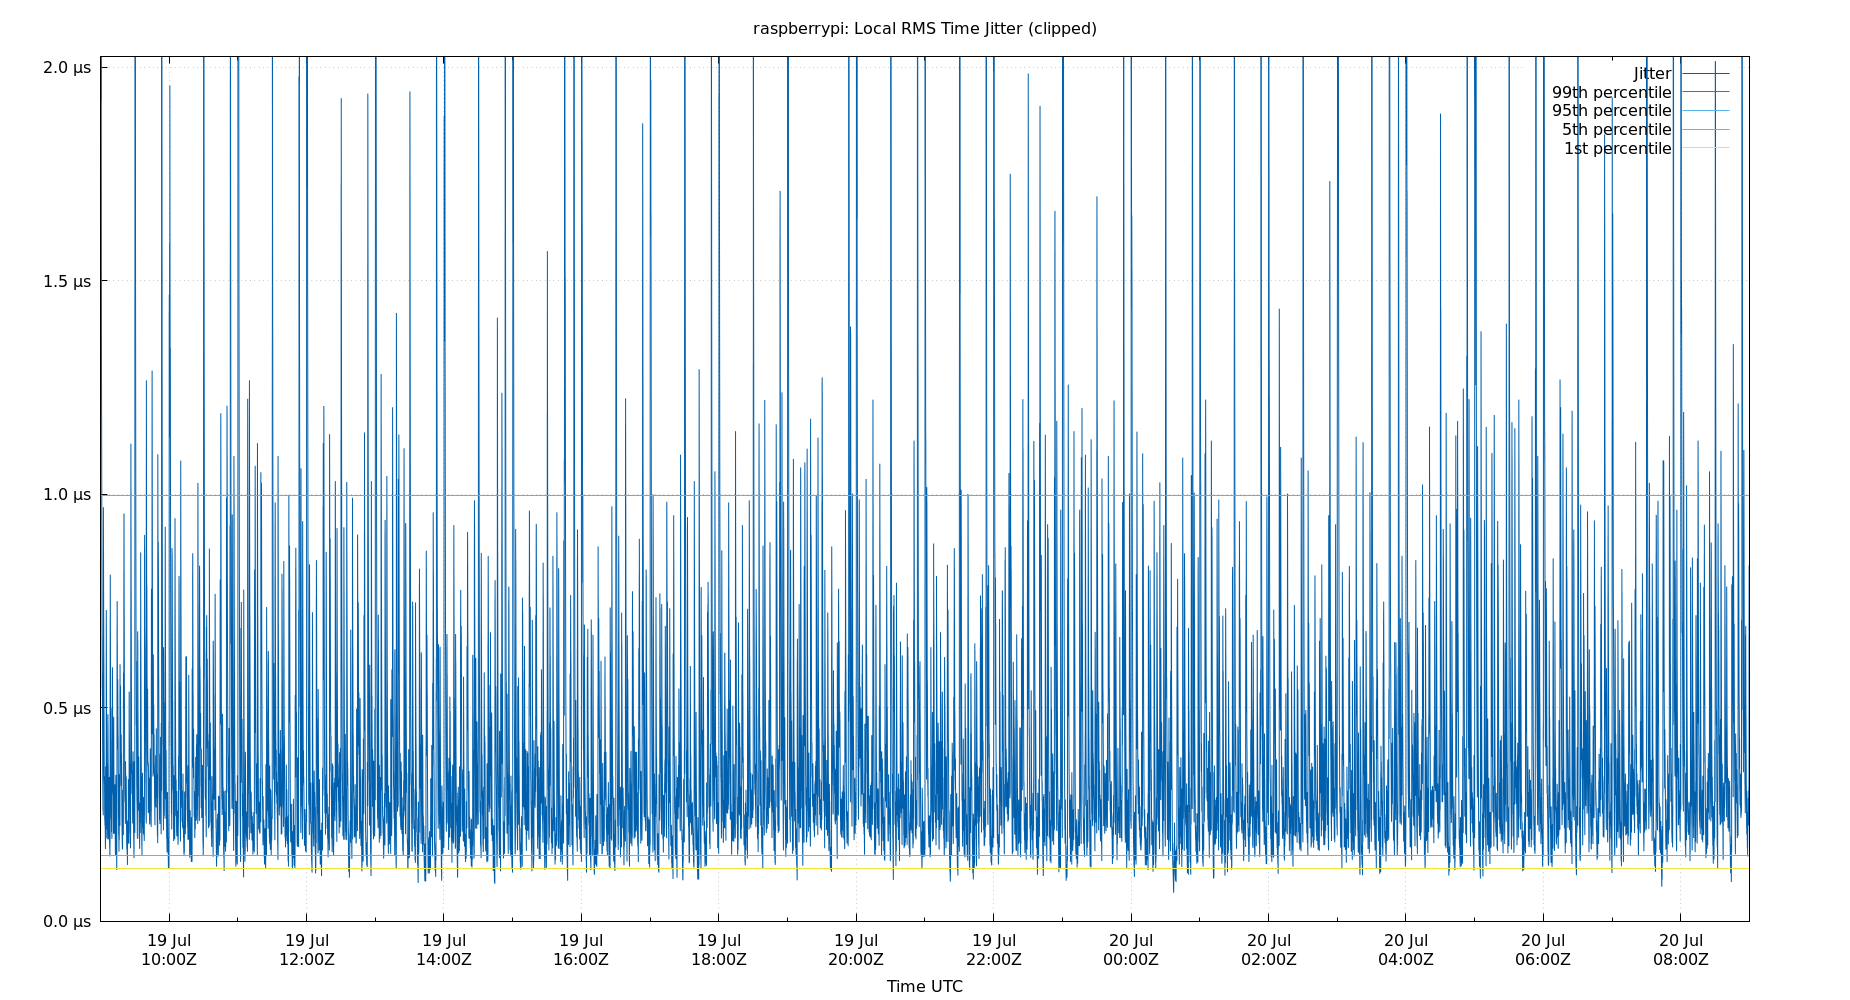 raspberrypi: Local RMS Time Jitter (clipped)
2.0 µs
1.5 µs
1.0 µs
0.5 µs
0.0 µs
Jitter
99th percentile
95th percentile
5th percentile
1st percentile
19 Jul 19 Jul 19 Jul 19 Jul 19 Jul 19 Jul 19 Jul 20 Jul 20 Jul 20 Jul 20 Jul 20 Jul
10:00Z 12:00Z 14:00Z 16:00Z 18:00Z 20:00Z 22:00Z 00:00Z 02:00Z 04:00Z 06:00Z 08:00Z
Time UTC